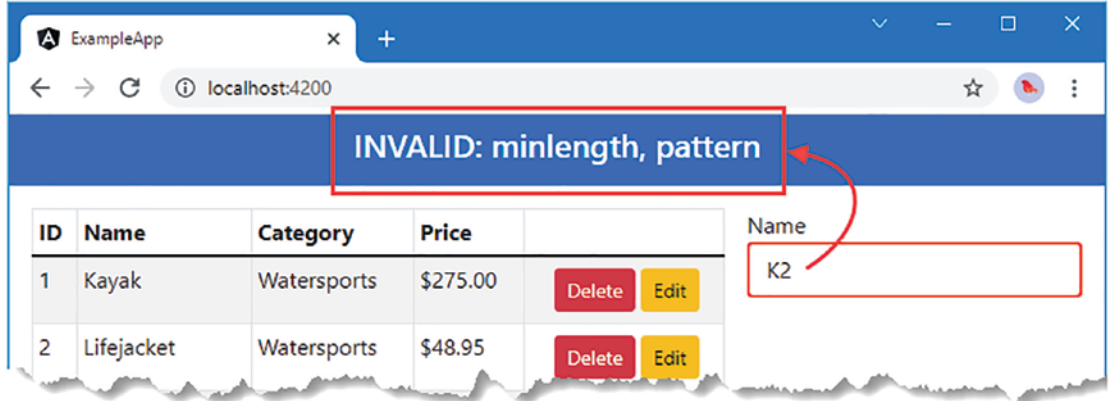 ExampleApp
localhost:4200
INVALID: minlength, pattern
ID Name Category Price
1 Kayak Watersports $275.00 Delete Edit
2 Lifejacket Watersports $48.95 Delete Edit
Name
K2